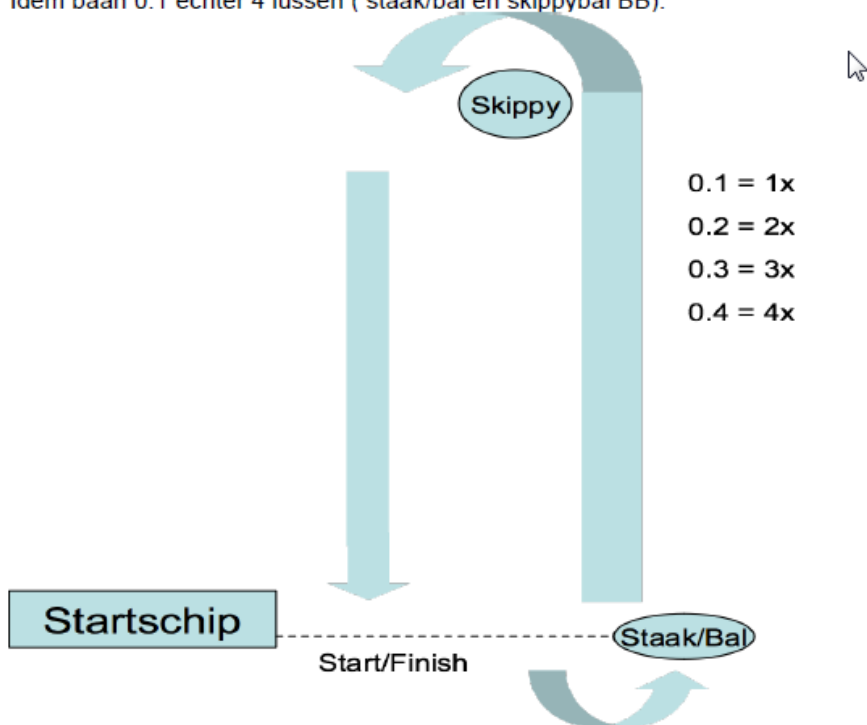 Idem baan 0.1 echter 4 lussen ( staak/bal en skippybal BB).
Skippy
0.1 = 1x
0.2 = 2x
0.3 = 3x
0.4 = 4x
Startschip
Staak/Bal
Start/Finish